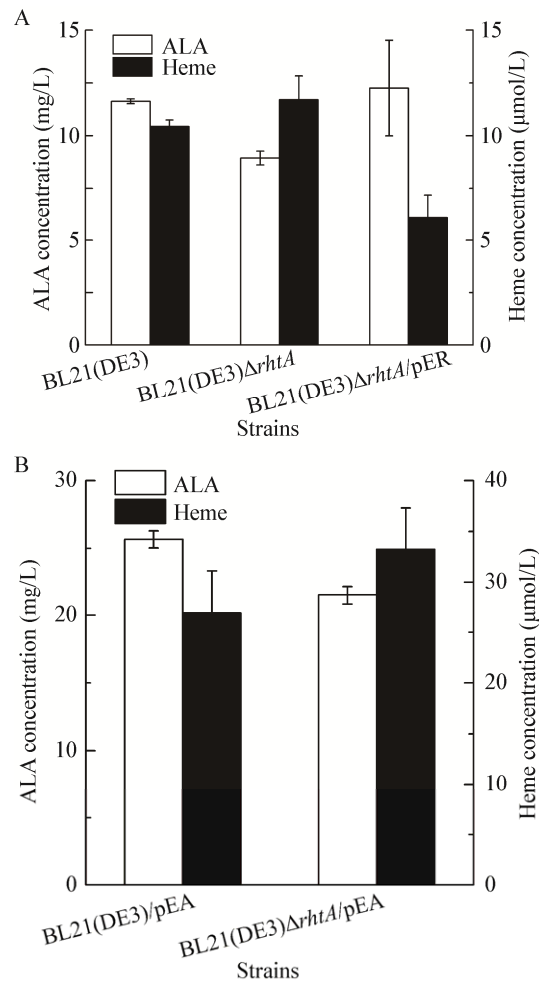 A
ALA
Heme
ALA concentration (mg/L)
15
10
5
0
Heme concentration (μmol/L)
15
10
5
0
BL21(DE3)
BL21(DE3)ΔrhtA
BL21(DE3)ΔrhtA/pER
Strains
B
ALA
Heme
ALA concentration (mg/L)
30
20
10
0
Heme concentration (μmol/L)
40
30
20
10
0
BL21(DE3)/pEA
BL21(DE3)ΔrhtA/pEA
Strains